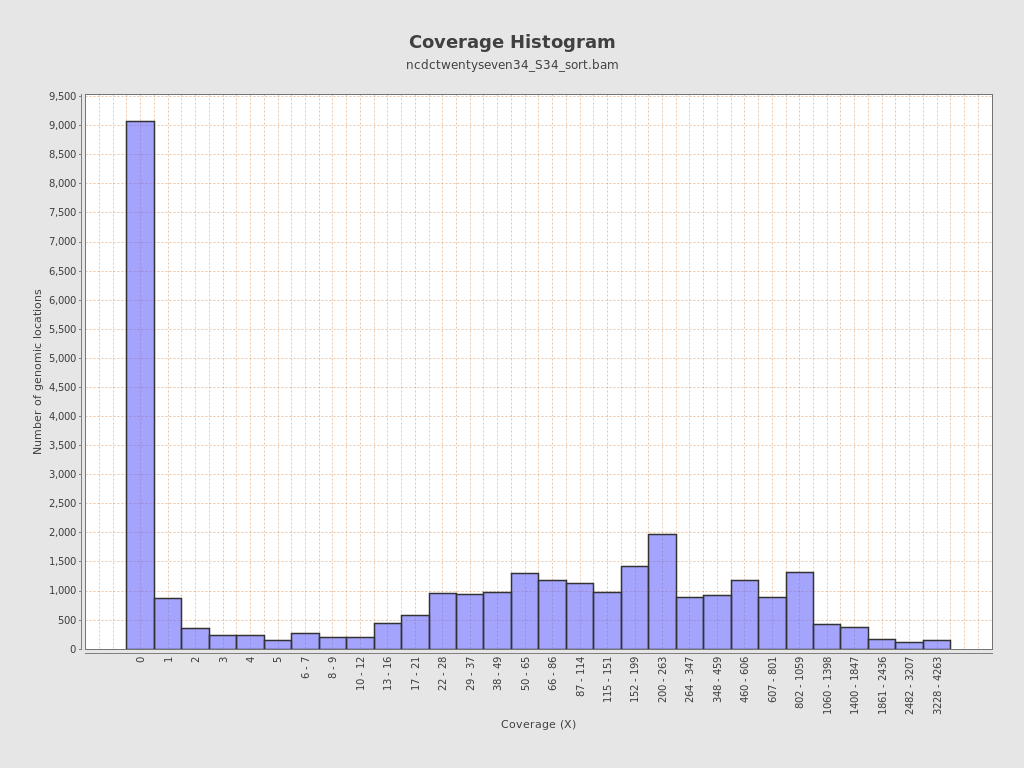 Coverage Histogram
ncdctwentyseven34_S34_sort.bam
Number of genomic locations
9,500
9,000
8,500
8,000
7,500
7,000
6,500
6,000
5,500
5,000
4,500
4,000
3,500
3,000
2,500
2,000
1,500
1,000
500
0
0
1
2
3
4
5
6 - 7
8 - 9
10 - 12
13 - 16
17 - 21
22 - 28
29 - 37
38 - 49
50 - 65
66 - 86
87 - 114
115 - 151
152 - 199
200 - 263
264 - 347
348 - 459
460 - 606
607 - 801
802 - 1059
1060 - 1398
1400 - 1847
1861 - 2436
2482 - 3207
3228 - 4263
Coverage (X)